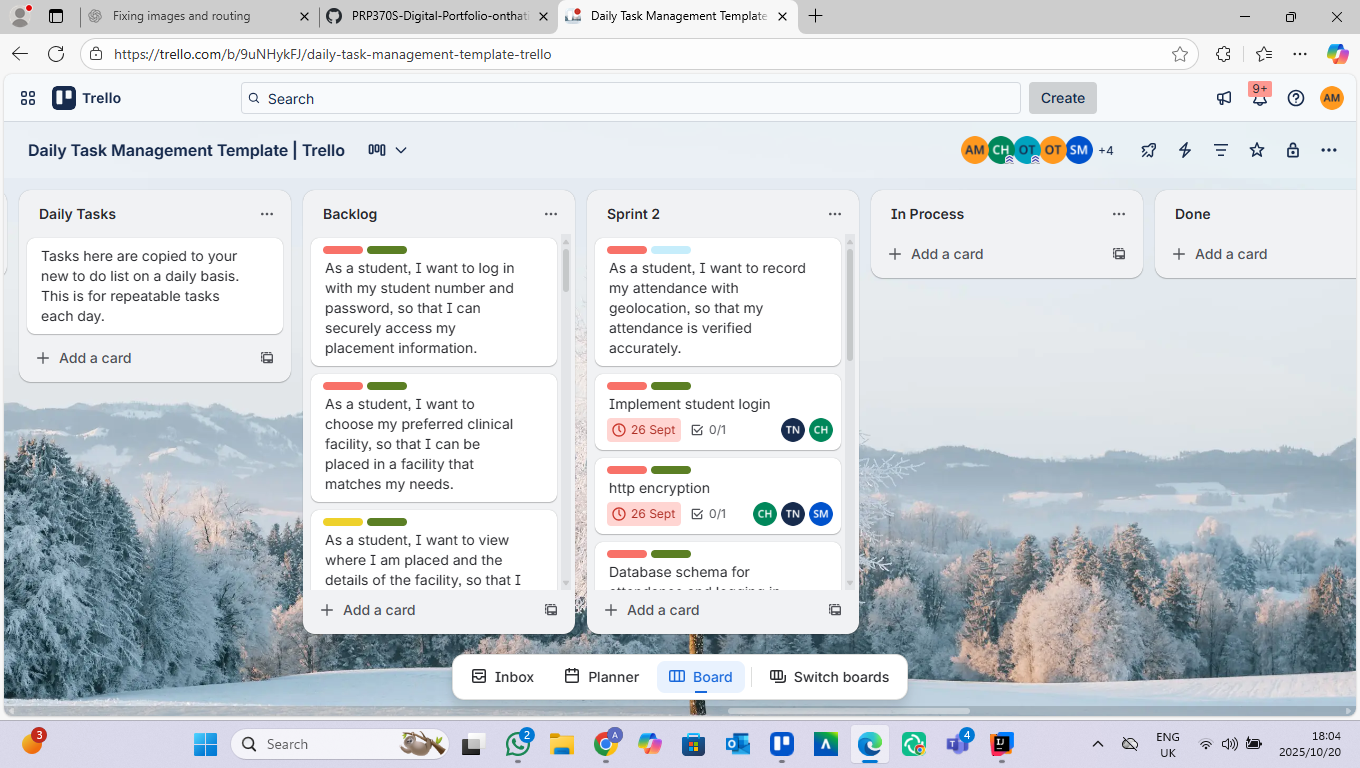 Fixing images and routing
PRP370S-Digital-Portfolio-onthati
Daily Task Management Template
https://trello.com/b/9uNHykFJ/daily-task-management-template-trello
Trello
Search
Create
9+
AM
Daily Task Management Template | Trello
AM
CH
OT
OT
SM
+4
Daily Tasks
Tasks here are copied to your
new to do list on a daily basis.
This is for repeatable tasks
each day.
Add a card
Backlog
As a student, I want to log in
with my student number and
password, so that I can
securely access my
placement information.
As a student, I want to
choose my preferred clinical
facility, so that I can be
placed in a facility that
matches my needs.
As a student, I want to view
where I am placed and the
details of the facility, so that I
Add a card
Sprint 2
As a student, I want to record
my attendance with
geolocation, so that my
attendance is verified
accurately.
Implement student login
26 Sept
0/1
TN
CH
http encryption
26 Sept
0/1
CH
TN
SM
Database schema for
attendance and logging in
Add a card
In Process
Add a card
Done
Add a card
Inbox
Planner
Board
Switch boards
3
Search
2
A
4
ENG
UK
18:04
2025/10/20